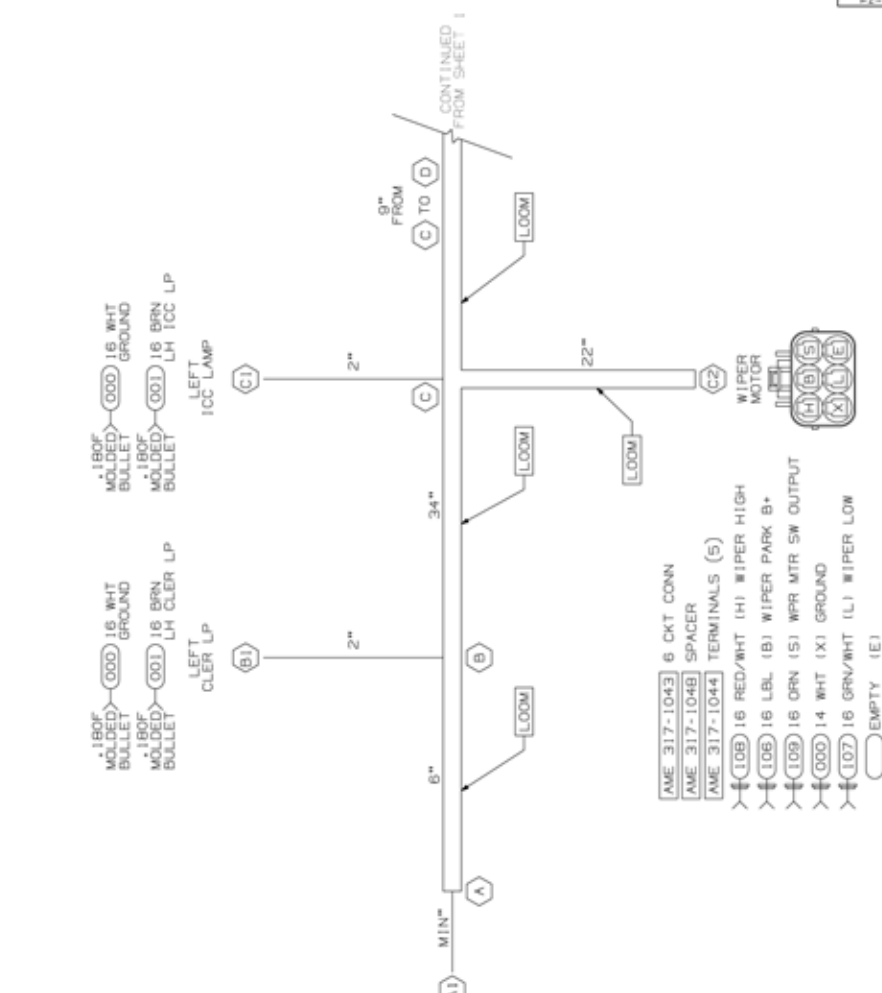 CONTINUED
FROM SHEET 1
9"
FROM
C TO D
LOOM
.180F
MOLDED 000 16 WHT
BULLET GROUND
.180F
MOLDED 001 16 BRN
BULLET LH ICC LP
LEFT
ICC LAMP
C1
2"
C
22"
LOOM
C2
WIPER
MOTOR
H B S
X L E
34"
LOOM
.180F
MOLDED 000 16 WHT
BULLET GROUND
.180F
MOLDED 001 16 BRN
BULLET LH CLER LP
LEFT
CLER LP
B1
2"
B
6"
LOOM
A
MIN"
A1
AME 317-1043 6 CKT CONN
AME 317-1048 SPACER
AME 317-1044 TERMINALS (5)
108 16 RED/WHT (H) WIPER HIGH
106 16 LBL (B) WIPER PARK B+
109 16 ORN (S) WPR MTR SW OUTPUT
000 14 WHT (X) GROUND
107 16 GRN/WHT (L) WIPER LOW
EMPTY (E)